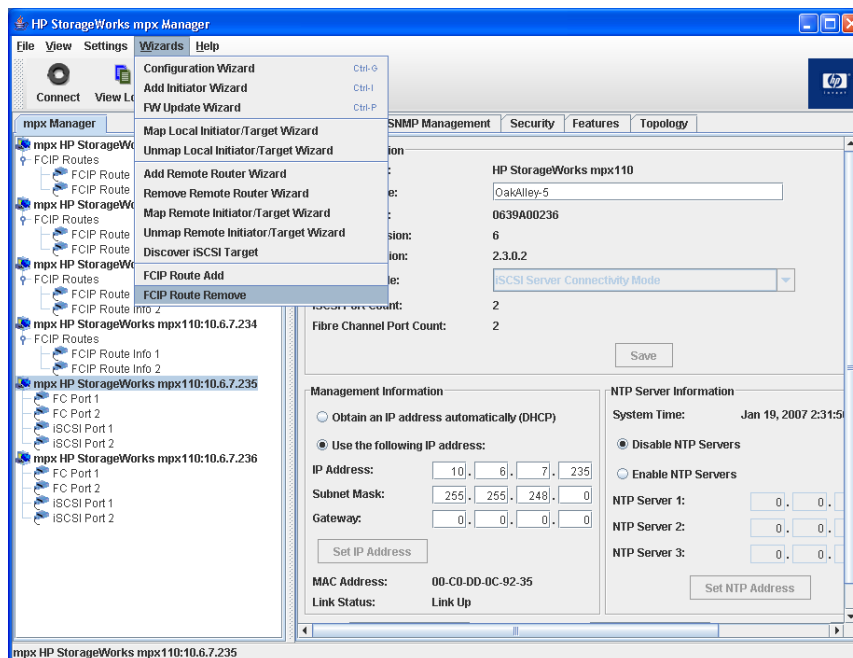 HP StorageWorks mpx Manager
File View Settings Wizards Help
Connect View
hp
invent
Configuration Wizard Ctrl-G
Add Initiator Wizard Ctrl-I
FW Update Wizard Ctrl-P
Map Local Initiator/Target Wizard
Unmap Local Initiator/Target Wizard
Add Remote Router Wizard
Remove Remote Router Wizard
Map Remote Initiator/Target Wizard
Unmap Remote Initiator/Target Wizard
Discover iSCSI Target
FCIP Route Add
FCIP Route Remove
mpx Manager
SNMP Management Security Features Topology
mpx HP
FCIP Routes
FCIP Route
FCIP Route
mpx HP
FCIP Routes
FCIP Route
FCIP Route
mpx HP
FCIP Routes
FCIP Route
FCIP Route Info 2
mpx HP StorageWorks mpx110:10.6.7.234
FCIP Routes
FCIP Route Info 1
FCIP Route Info 2
mpx HP StorageWorks mpx110:10.6.7.235
FC Port 1
FC Port 2
iSCSI Port 1
iSCSI Port 2
mpx HP StorageWorks mpx110:10.6.7.236
FC Port 1
FC Port 2
iSCSI Port 1
iSCSI Port 2
HP StorageWorks mpx110
OakAlley-5
0639A00236
6
2.3.0.2
iSCSI Server Connectivity Mode
iSCSI Port Count: 2
Fibre Channel Port Count: 2
Save
Management Information
Obtain an IP address automatically (DHCP)
Use the following IP address:
IP Address: 10. 6. 7. 235
Subnet Mask: 255. 255. 248. 0
Gateway: 0. 0. 0. 0
Set IP Address
MAC Address: 00-C0-DD-0C-92-35
Link Status: Link Up
NTP Server Information
System Time: Jan 19, 2007 2:31:5
Disable NTP Servers
Enable NTP Servers
NTP Server 1: 0. 0.
NTP Server 2: 0. 0.
NTP Server 3: 0. 0.
Set NTP Address
mpx HP StorageWorks mpx110:10.6.7.235